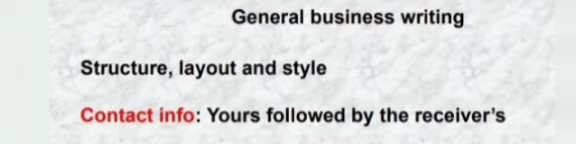 General business writing
Structure, layout and style
Contact info: Yours followed by the receiver's